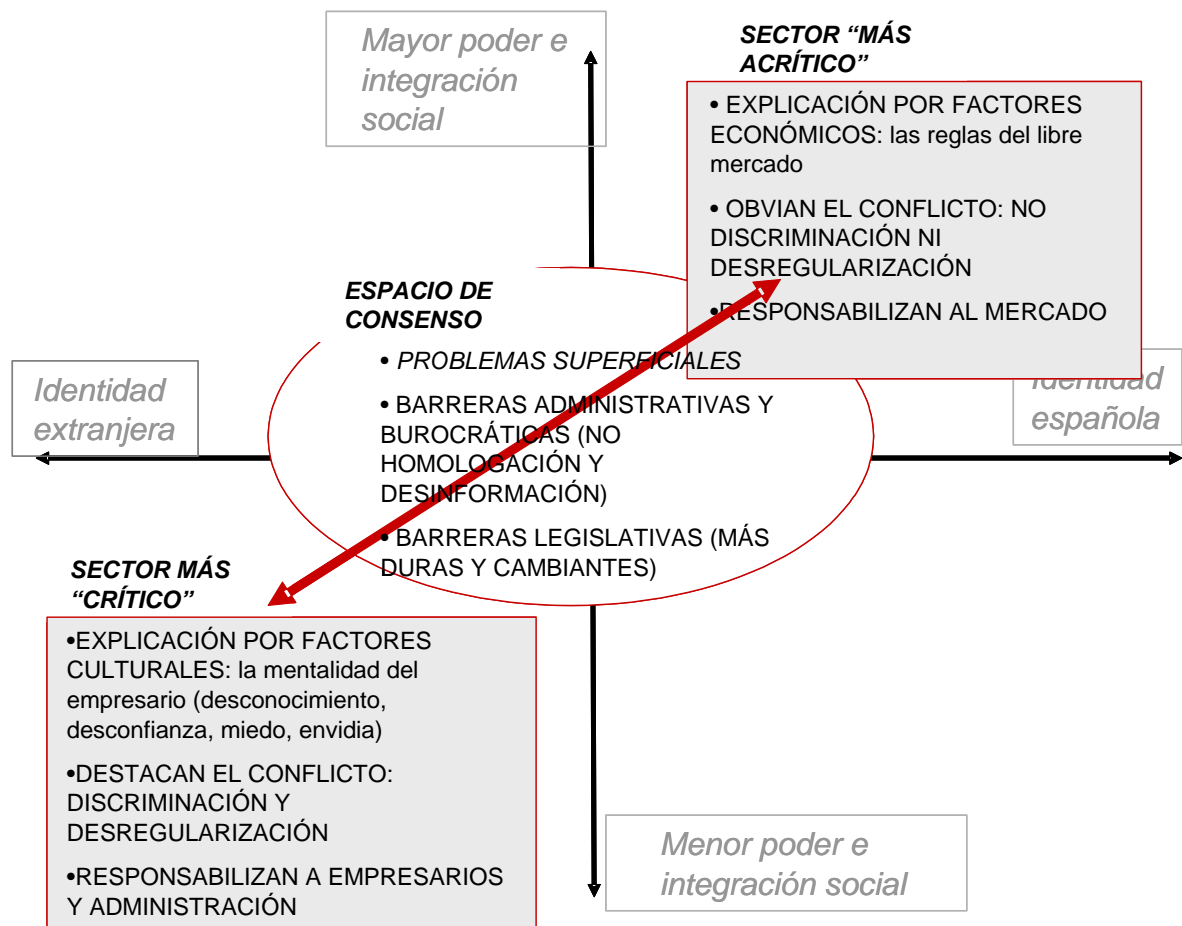 Mayor poder e
integración
social
SECTOR “MÁS
ACRÍTICO”
• EXPLICACIÓN POR FACTORES
ECONÓMICOS: las reglas del libre
mercado
• OBVIAN EL CONFLICTO: NO
DISCRIMINACIÓN NI
DESREGULARIZACIÓN
•RESPONSABILIZAN AL MERCADO
ESPACIO DE
CONSENSO
• PROBLEMAS SUPERFICIALES
• BARRERAS ADMINISTRATIVAS Y
BUROCRÁTICAS (NO
HOMOLOGACIÓN Y
DESINFORMACIÓN)
• BARRERAS LEGISLATIVAS (MÁS
DURAS Y CAMBIANTES)
Identidad
extranjera
Identidad
española
SECTOR MÁS
“CRÍTICO”
•EXPLICACIÓN POR FACTORES
CULTURALES: la mentalidad del
empresario (desconocimiento,
desconfianza, miedo, envidia)
•DESTACAN EL CONFLICTO:
DISCRIMINACIÓN Y
DESREGULARIZACIÓN
•RESPONSABILIZAN A EMPRESARIOS
Y ADMINISTRACIÓN
Menor poder e
integración social